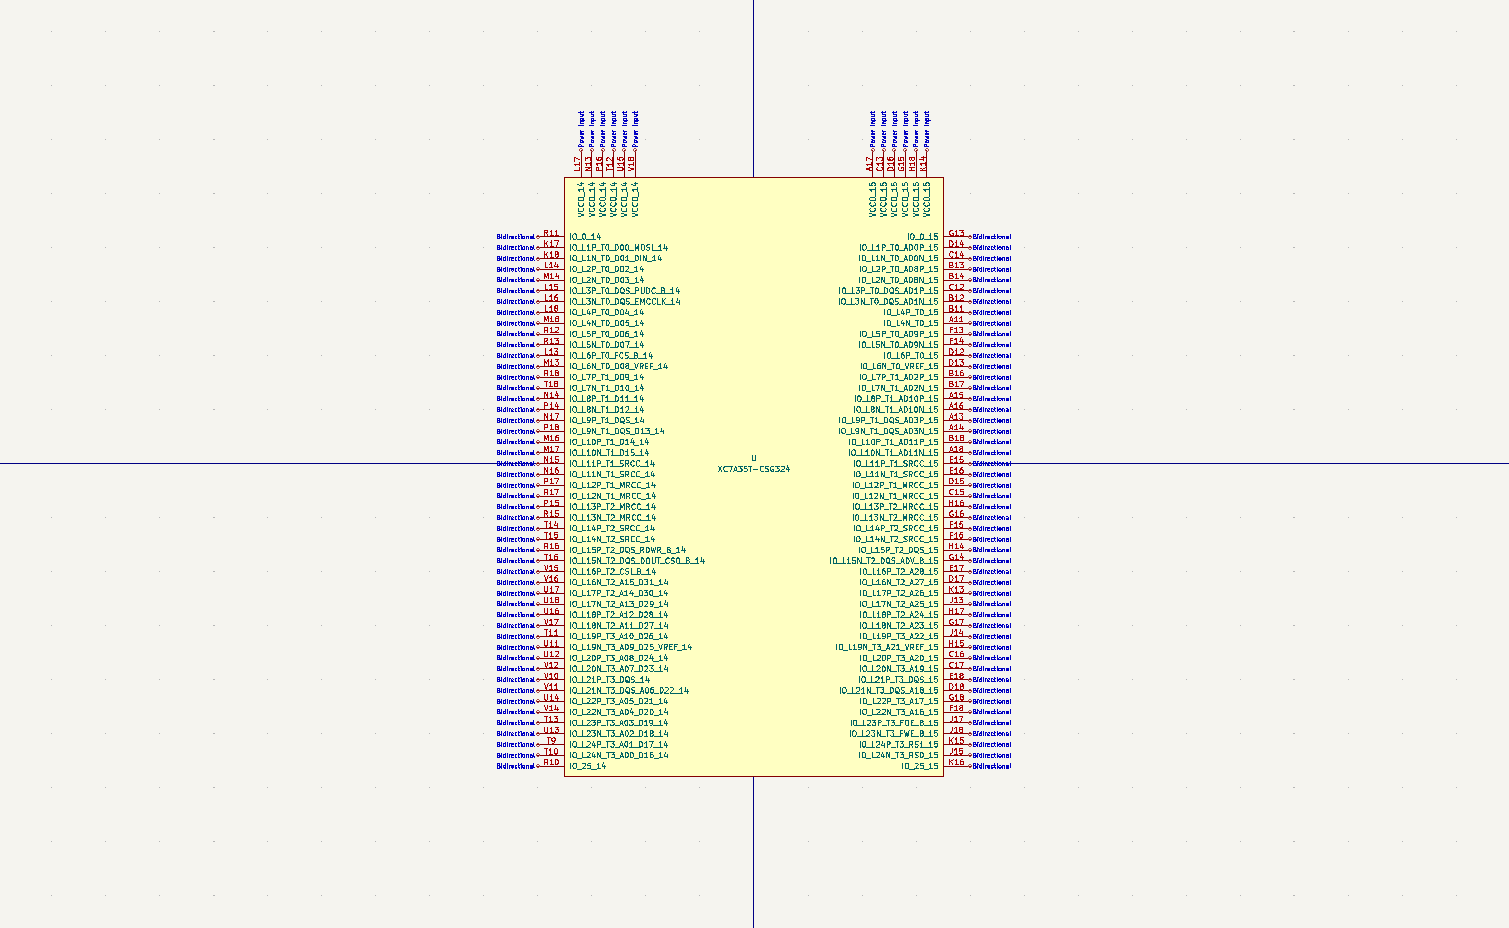 Power Input Power Input Power Input Power Input Power Input Power Input Power Input Power Input Power Input Power Input Power Input Power Input
L17 N13 P16 T12 U15 V18 A17 C13 D16 G15 H18 K14
VCCO_14 VCCO_14 VCCO_14 VCCO_14 VCCO_14 VCCO_14 VCCO_15 VCCO_15 VCCO_15 VCCO_15 VCCO_15 VCCO_15
Bidirectional R11 IO_0_14 IO_0_15 G13 Bidirectional
Bidirectional K17 IO_L1P_T0_D00_MOSI_14 IO_L1P_T0_AD0P_15 D14 Bidirectional
Bidirectional K18 IO_L1N_T0_D01_DIN_14 IO_L1N_T0_AD0N_15 C14 Bidirectional
Bidirectional L14 IO_L2P_T0_D02_14 IO_L2P_T0_AD8P_15 B13 Bidirectional
Bidirectional M14 IO_L2N_T0_D03_14 IO_L2N_T0_AD8N_15 B14 Bidirectional
Bidirectional L15 IO_L3P_T0_DQS_PUDC_B_14 IO_L3P_T0_DQS_AD1P_15 C12 Bidirectional
Bidirectional L16 IO_L3N_T0_DQS_EMCCLK_14 IO_L3N_T0_DQS_AD1N_15 B12 Bidirectional
Bidirectional L18 IO_L4P_T0_D04_14 IO_L4P_T0_15 B11 Bidirectional
Bidirectional M18 IO_L4N_T0_D05_14 IO_L4N_T0_15 A11 Bidirectional
Bidirectional R12 IO_L5P_T0_D06_14 IO_L5P_T0_AD9P_15 F13 Bidirectional
Bidirectional R13 IO_L5N_T0_D07_14 IO_L5N_T0_AD9N_15 F14 Bidirectional
Bidirectional L13 IO_L6P_T0_FCS_B_14 IO_L6P_T0_15 D12 Bidirectional
Bidirectional M13 IO_L6N_T0_D08_VREF_14 IO_L6N_T0_VREF_15 D13 Bidirectional
Bidirectional R18 IO_L7P_T1_D09_14 IO_L7P_T1_AD2P_15 B16 Bidirectional
Bidirectional T18 IO_L7N_T1_D10_14 IO_L7N_T1_AD2N_15 B17 Bidirectional
Bidirectional N14 IO_L8P_T1_D11_14 IO_L8P_T1_AD10P_15 A15 Bidirectional
Bidirectional P14 IO_L8N_T1_D12_14 IO_L8N_T1_AD10N_15 A16 Bidirectional
Bidirectional N17 IO_L9P_T1_DQS_14 IO_L9P_T1_DQS_AD3P_15 A13 Bidirectional
Bidirectional P18 IO_L9N_T1_DQS_D13_14 IO_L9N_T1_DQS_AD3N_15 A14 Bidirectional
Bidirectional M16 IO_L10P_T1_D14_14 IO_L10P_T1_AD11P_15 B18 Bidirectional
Bidirectional M17 IO_L10N_T1_D15_14 IO_L10N_T1_AD11N_15 A18 Bidirectional
U
Bidirectional N15 IO_L11P_T1_SRCC_14 IO_L11P_T1_SRCC_15 E15 Bidirectional
XC7A35T-CSG324
Bidirectional N16 IO_L11N_T1_SRCC_14 IO_L11N_T1_SRCC_15 E16 Bidirectional
Bidirectional P17 IO_L12P_T1_MRCC_14 IO_L12P_T1_MRCC_15 D15 Bidirectional
Bidirectional R17 IO_L12N_T1_MRCC_14 IO_L12N_T1_MRCC_15 C15 Bidirectional
Bidirectional P15 IO_L13P_T2_MRCC_14 IO_L13P_T2_MRCC_15 H16 Bidirectional
Bidirectional R15 IO_L13N_T2_MRCC_14 IO_L13N_T2_MRCC_15 G16 Bidirectional
Bidirectional T14 IO_L14P_T2_SRCC_14 IO_L14P_T2_SRCC_15 F15 Bidirectional
Bidirectional T15 IO_L14N_T2_SRCC_14 IO_L14N_T2_SRCC_15 F16 Bidirectional
Bidirectional R16 IO_L15P_T2_DQS_RDWR_B_14 IO_L15P_T2_DQS_15 H14 Bidirectional
Bidirectional T16 IO_L15N_T2_DQS_DOUT_CSO_B_14 IO_L15N_T2_DQS_ADV_B_15 G14 Bidirectional
Bidirectional V15 IO_L16P_T2_CSI_B_14 IO_L16P_T2_A28_15 E17 Bidirectional
Bidirectional V16 IO_L16N_T2_A15_D31_14 IO_L16N_T2_A27_15 D17 Bidirectional
Bidirectional U17 IO_L17P_T2_A14_D30_14 IO_L17P_T2_A26_15 K13 Bidirectional
Bidirectional U18 IO_L17N_T2_A13_D29_14 IO_L17N_T2_A25_15 J13 Bidirectional
Bidirectional U16 IO_L18P_T2_A12_D28_14 IO_L18P_T2_A24_15 H17 Bidirectional
Bidirectional V17 IO_L18N_T2_A11_D27_14 IO_L18N_T2_A23_15 G17 Bidirectional
Bidirectional T11 IO_L19P_T3_A10_D26_14 IO_L19P_T3_A22_15 J14 Bidirectional
Bidirectional U11 IO_L19N_T3_A09_D25_VREF_14 IO_L19N_T3_A21_VREF_15 H15 Bidirectional
Bidirectional U12 IO_L20P_T3_A08_D24_14 IO_L20P_T3_A20_15 C16 Bidirectional
Bidirectional V12 IO_L20N_T3_A07_D23_14 IO_L20N_T3_A19_15 C17 Bidirectional
Bidirectional V10 IO_L21P_T3_DQS_14 IO_L21P_T3_DQS_15 E18 Bidirectional
Bidirectional V11 IO_L21N_T3_DQS_A06_D22_14 IO_L21N_T3_DQS_A18_15 D18 Bidirectional
Bidirectional U14 IO_L22P_T3_A05_D21_14 IO_L22P_T3_A17_15 G18 Bidirectional
Bidirectional V14 IO_L22N_T3_A04_D20_14 IO_L22N_T3_A16_15 F18 Bidirectional
Bidirectional T13 IO_L23P_T3_A03_D19_14 IO_L23P_T3_FOE_B_15 J17 Bidirectional
Bidirectional U13 IO_L23N_T3_A02_D18_14 IO_L23N_T3_FWE_B_15 J18 Bidirectional
Bidirectional T9 IO_L24P_T3_A01_D17_14 IO_L24P_T3_RS1_15 K15 Bidirectional
Bidirectional T10 IO_L24N_T3_A00_D16_14 IO_L24N_T3_RS0_15 J15 Bidirectional
Bidirectional R10 IO_25_14 IO_25_15 K16 Bidirectional